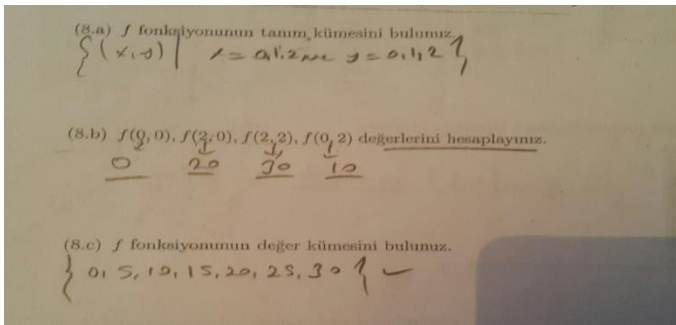 (8.a) f fonksiyonunun tanım kümesini bulunuz.
{(x,y) | x = 0,1,2 ve y = 0,1,2}
(8.b) f(0,0), f(2,0), f(2,2), f(0,2) değerlerini hesaplayınız.
0 20 30 10
(8.c) f fonksiyonunun değer kümesini bulunuz.
{0, 5, 10, 15, 20, 25, 30} ✓